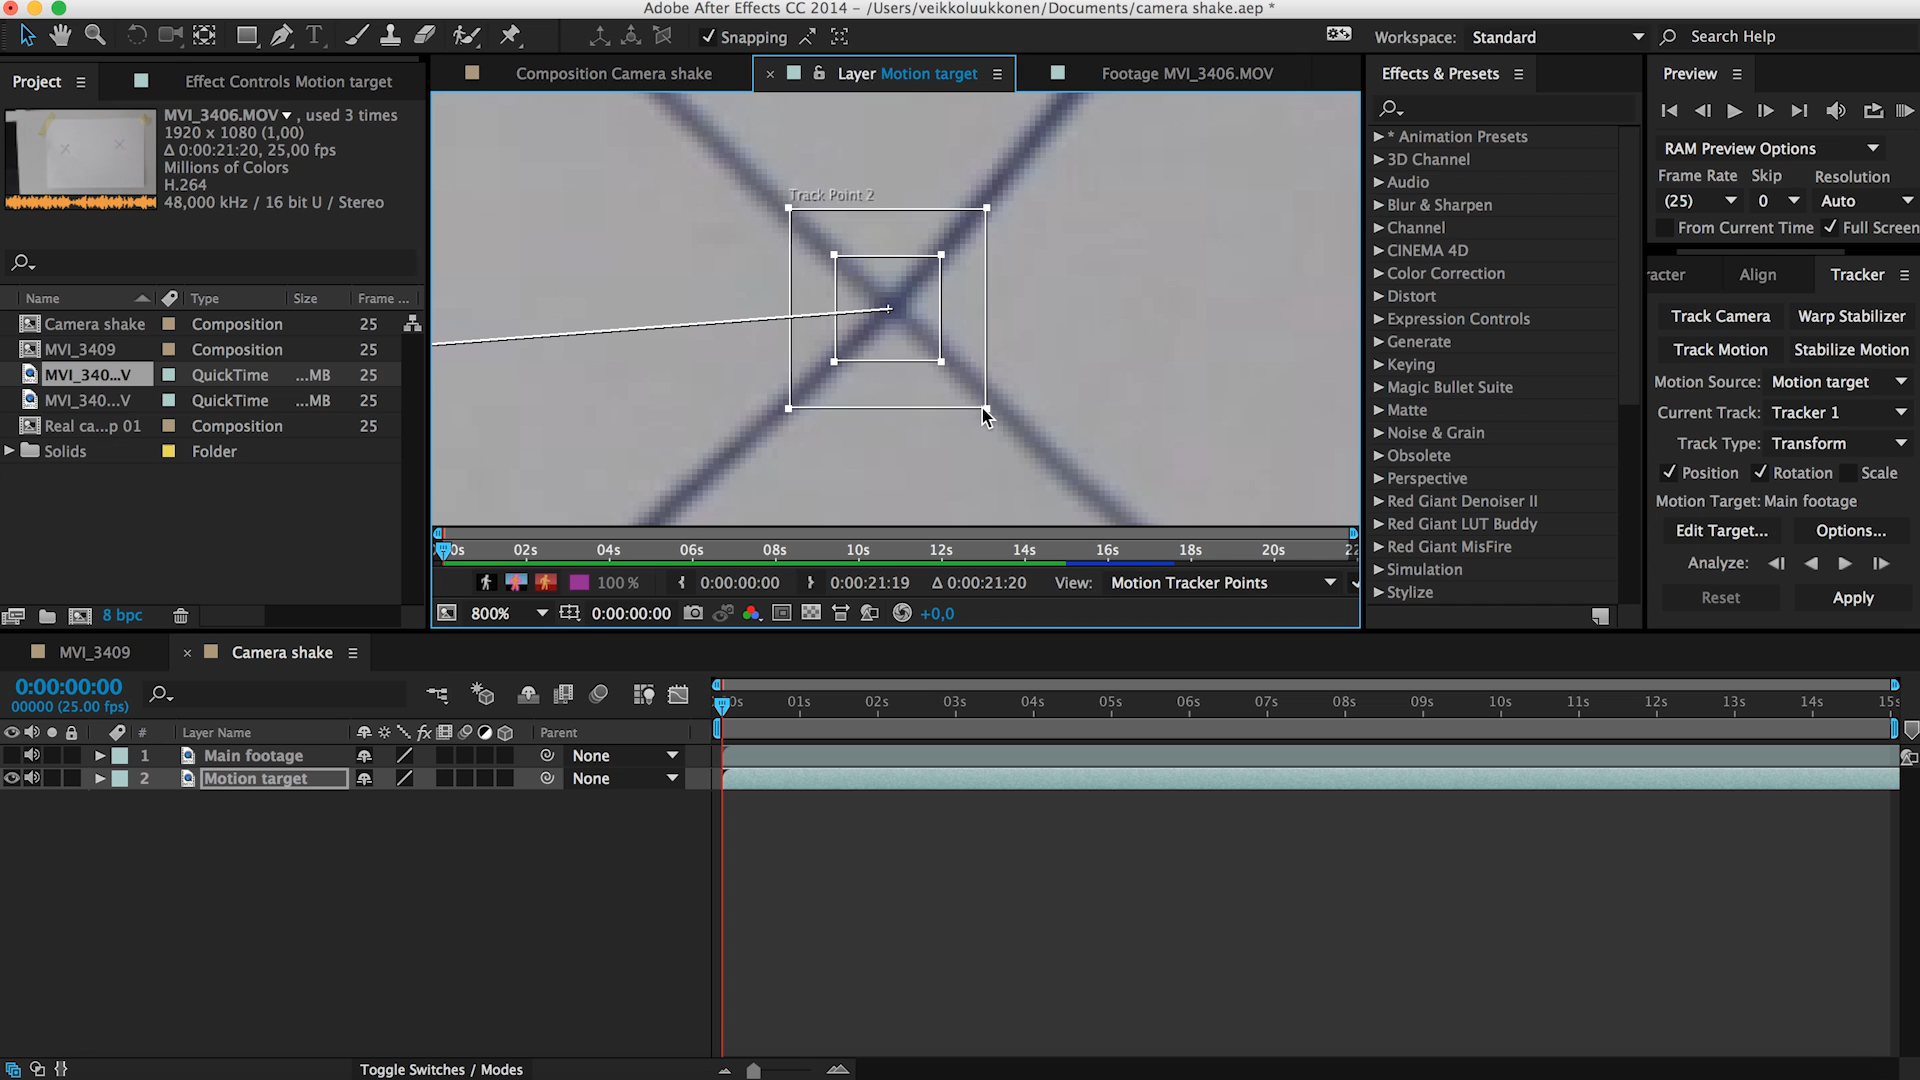 Adobe After Effects CC 2014 - /Users/veikkoluukkonen/Documents/camera shake.aep *
Snapping
Workspace: Standard
Search Help
Project
Effect Controls Motion target
Composition Camera shake
Layer Motion target
Footage MVI_3406.MOV
Effects & Presets
Preview
MVI_3406.MOV , used 3 times
1920 x 1080 (1,00)
Δ 0:00:21:20, 25,00 fps
Millions of Colors
H.264
48,000 kHz / 16 bit U / Stereo
Name Type Size Frame ...
Camera shake Composition 25
MVI_3409 Composition 25
MVI_340...V QuickTime ...MB 25
MVI_340...V QuickTime ...MB 25
Real ca...p 01 Composition 25
Solids Folder
8 bpc
Track Point 2
02s 04s 06s 08s 10s 12s 14s 16s 18s 20s
100 % 0:00:00:00 0:00:21:19 Δ 0:00:21:20 View: Motion Tracker Points
800% 0:00:00:00 +0,0
* Animation Presets
3D Channel
Audio
Blur & Sharpen
Channel
CINEMA 4D
Color Correction
Distort
Expression Controls
Generate
Keying
Magic Bullet Suite
Matte
Noise & Grain
Obsolete
Perspective
Red Giant Denoiser II
Red Giant LUT Buddy
Red Giant MisFire
Simulation
Stylize
RAM Preview Options
Frame Rate Skip Resolution
(25) 0 Auto
From Current Time Full Screen
racter Align Tracker
Track Camera Warp Stabilizer
Track Motion Stabilize Motion
Motion Source: Motion target
Current Track: Tracker 1
Track Type: Transform
Position Rotation Scale
Motion Target: Main footage
Edit Target... Options...
Analyze:
Reset Apply
MVI_3409
Camera shake
0:00:00:00
00000 (25.00 fps)
01s 02s 03s 04s 05s 06s 07s 08s 09s 10s 11s 12s 13s 14s 15s
# Layer Name fx Parent
1 Main footage None
2 Motion target None
Toggle Switches / Modes